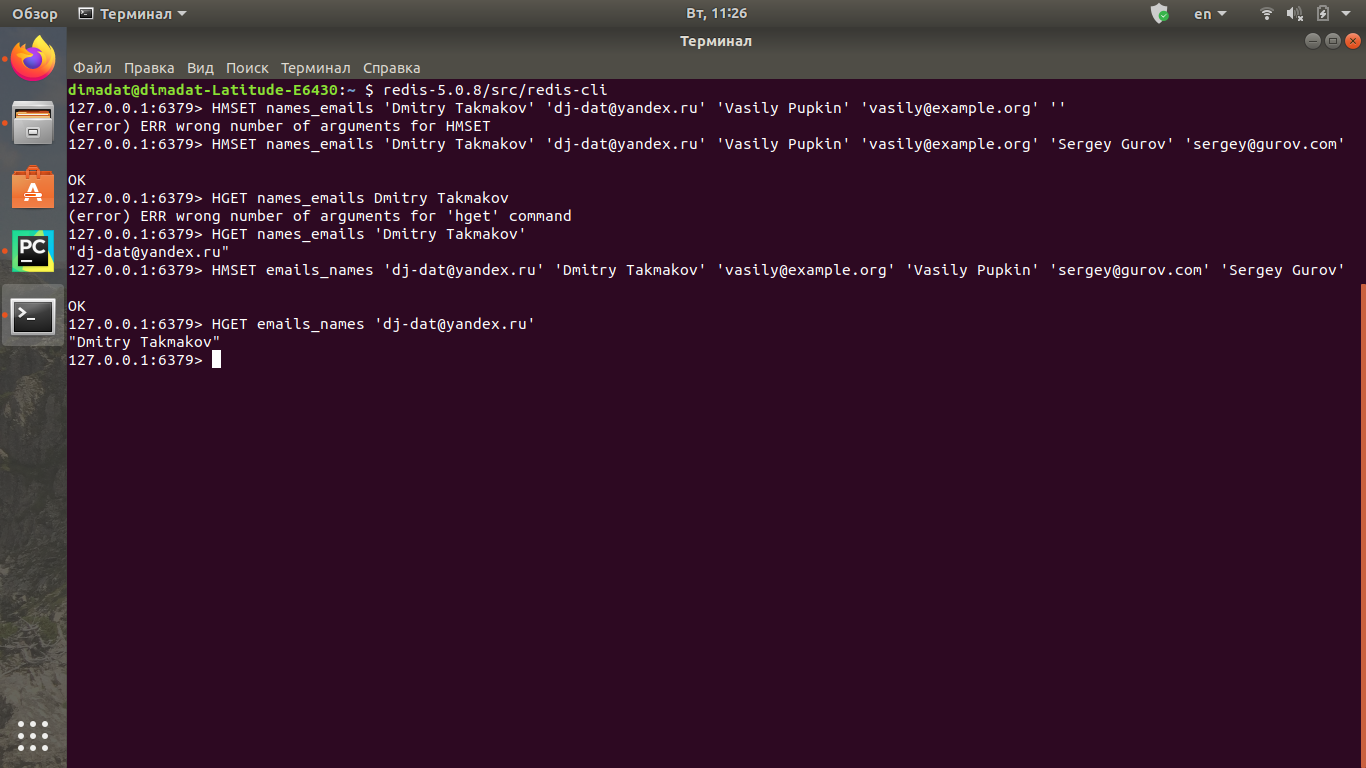 Обзор
Терминал
Вт, 11:26
en
Терминал
Файл Правка Вид Поиск Терминал Справка
dimadat@dimadat-Latitude-E6430:~ $ redis-5.0.8/src/redis-cli
127.0.0.1:6379> HMSET names_emails 'Dmitry Takmakov' 'dj-dat@yandex.ru' 'Vasily Pupkin' 'vasily@example.org' ''
(error) ERR wrong number of arguments for HMSET
127.0.0.1:6379> HMSET names_emails 'Dmitry Takmakov' 'dj-dat@yandex.ru' 'Vasily Pupkin' 'vasily@example.org' 'Sergey Gurov' 'sergey@gurov.com'
OK
127.0.0.1:6379> HGET names_emails Dmitry Takmakov
(error) ERR wrong number of arguments for 'hget' command
127.0.0.1:6379> HGET names_emails 'Dmitry Takmakov'
"dj-dat@yandex.ru"
127.0.0.1:6379> HMSET emails_names 'dj-dat@yandex.ru' 'Dmitry Takmakov' 'vasily@example.org' 'Vasily Pupkin' 'sergey@gurov.com' 'Sergey Gurov'
OK
127.0.0.1:6379> HGET emails_names 'dj-dat@yandex.ru'
"Dmitry Takmakov"
127.0.0.1:6379>
PC